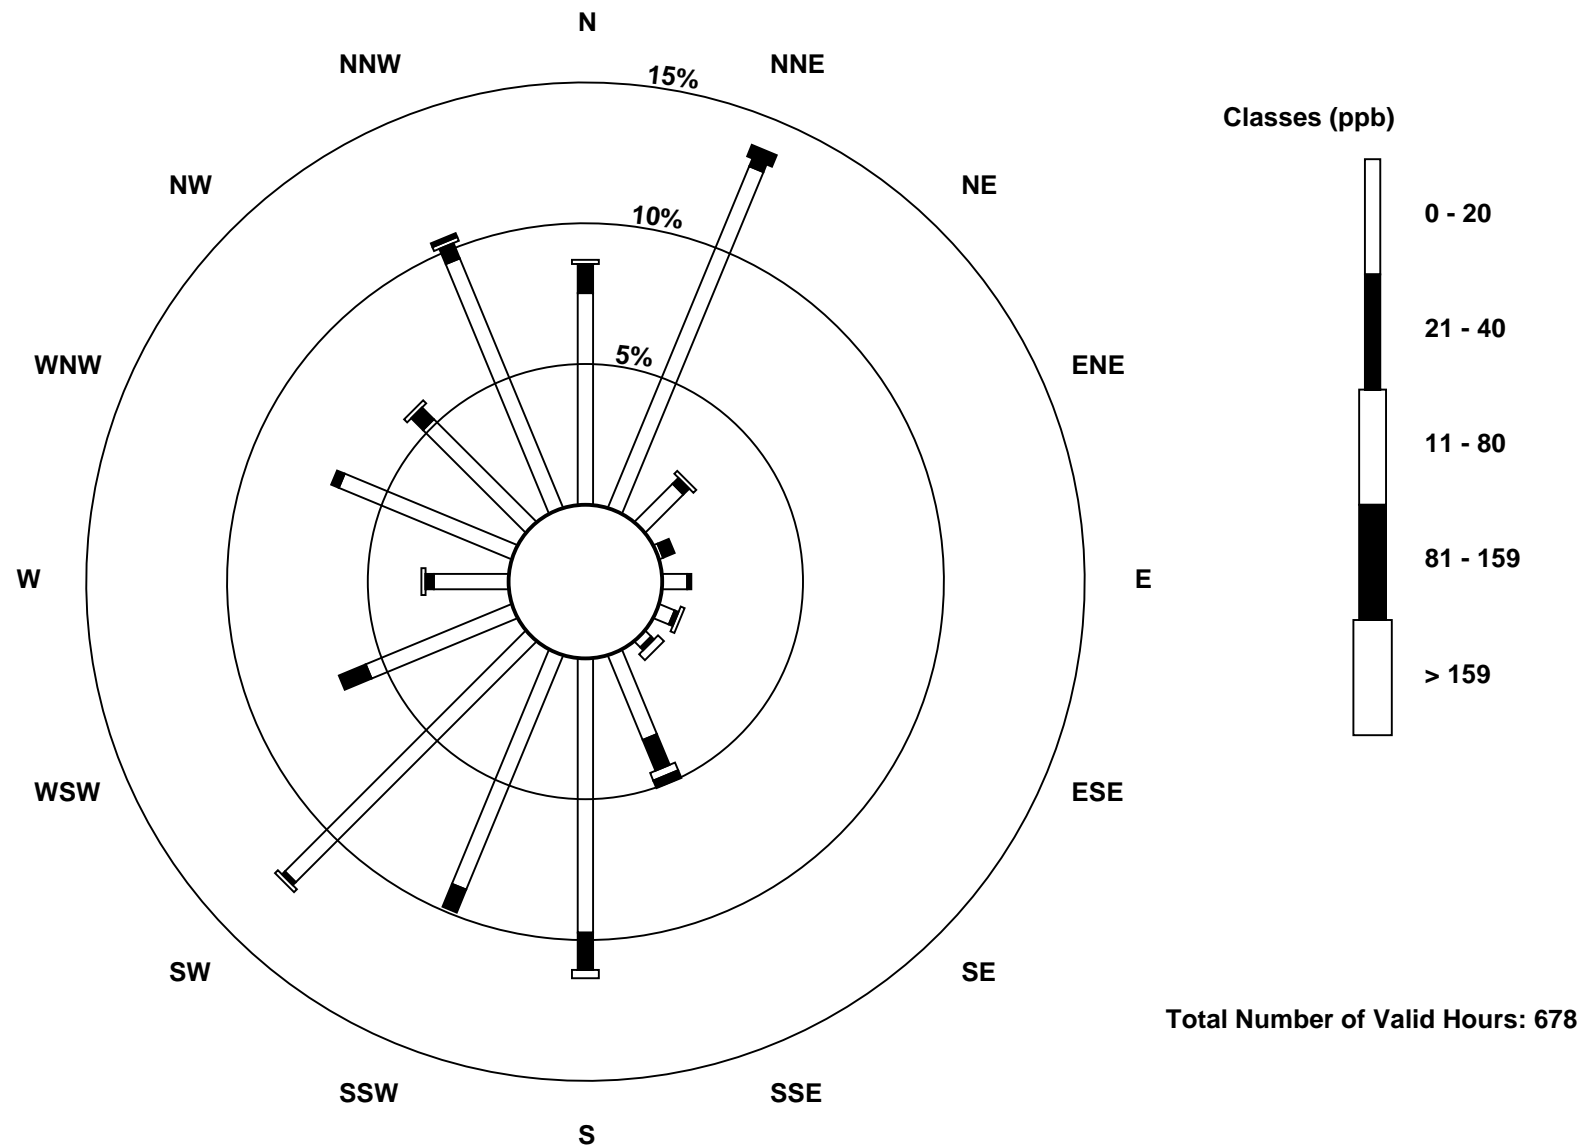 N
NNW
NNE
15%
Classes (ppb)
NW
NE
0 - 20
10%
21 - 40
5%
WNW
ENE
11 - 80
81 - 159
W
E
> 159
WSW
ESE
SW
SE
Total Number of Valid Hours: 678
SSW
SSE
S